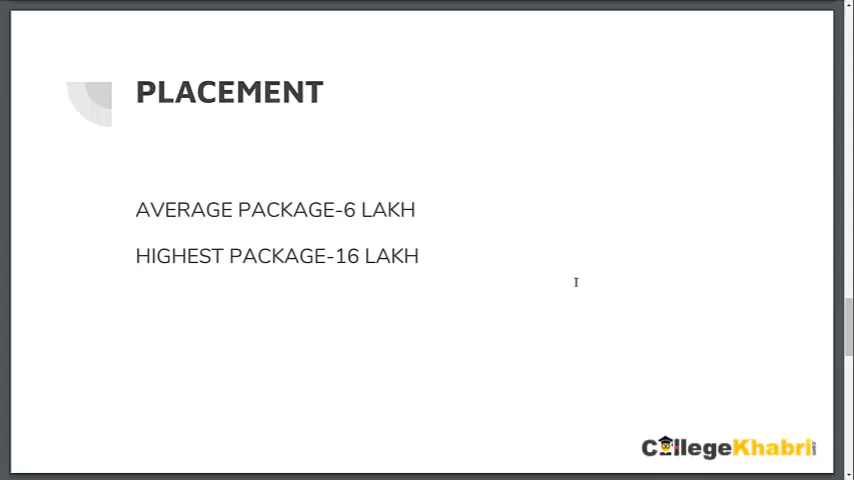 PLACEMENT
AVERAGE PACKAGE-6 LAKH
HIGHEST PACKAGE-16 LAKH
CollegeKhabri